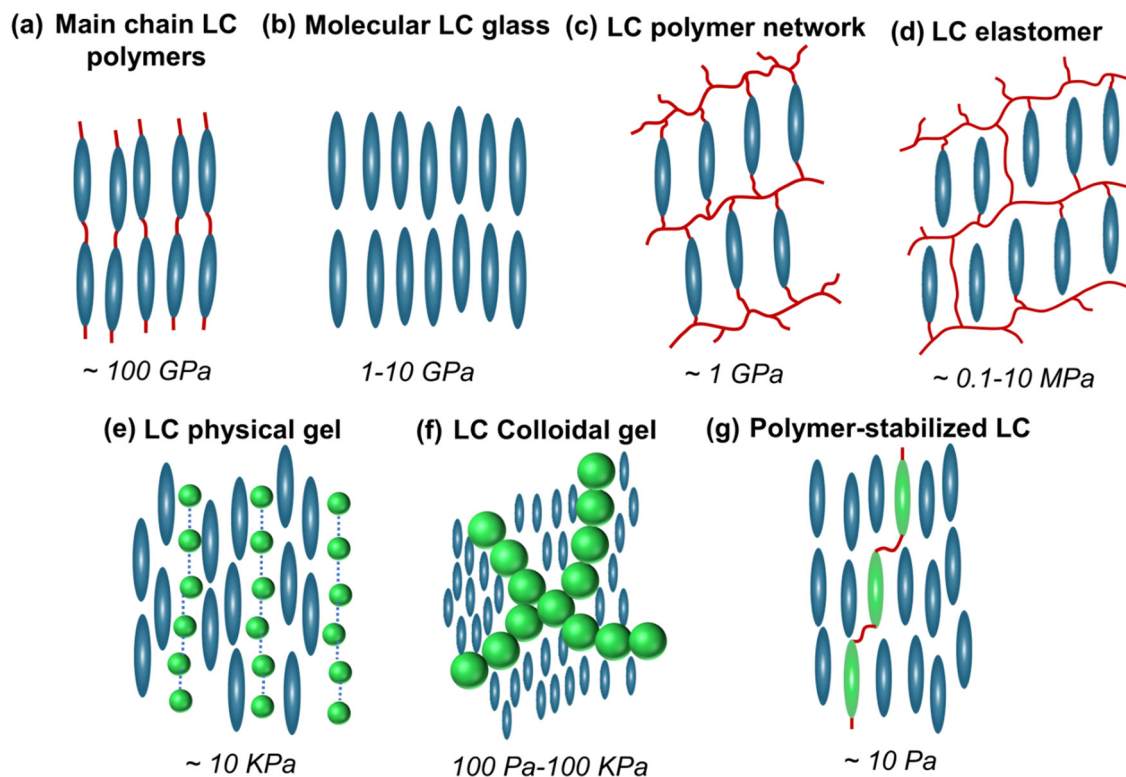 (a) Main chain LC
polymers
(b) Molecular LC glass
(c) LC polymer network
(d) LC elastomer
~ 100 GPa
1-10 GPa
~ 1 GPa
~ 0.1-10 MPa
(e) LC physical gel
(f) LC Colloidal gel
(g) Polymer-stabilized LC
~ 10 KPa
100 Pa-100 KPa
~ 10 Pa